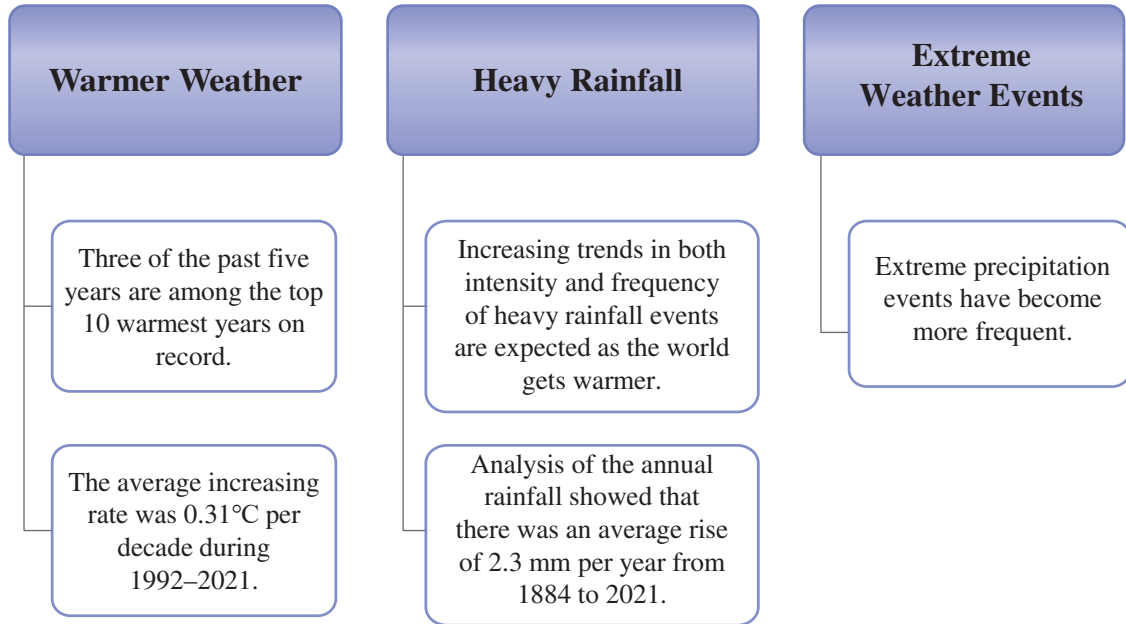 Warmer Weather
Three of the past five
years are among the top
10 warmest years on
record.
The average increasing
rate was 0.31℃ per
decade during
1992–2021.
Heavy Rainfall
Increasing trends in both
intensity and frequency
of heavy rainfall events
are expected as the world
gets warmer.
Analysis of the annual
rainfall showed that
there was an average rise
of 2.3 mm per year from
1884 to 2021.
Extreme
Weather Events
Extreme precipitation
events have become
more frequent.